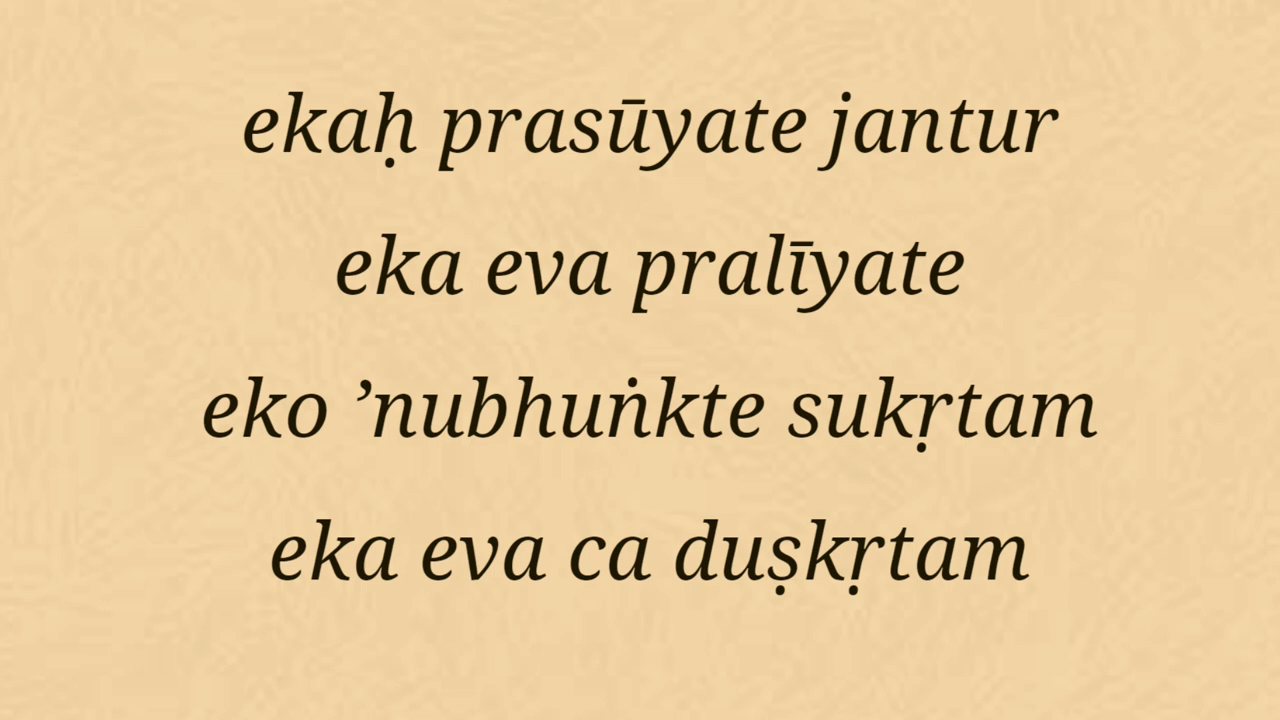 ekaḥ prasūyate jantur
eka eva pralīyate
eko ’nubhuṅkte sukṛtam
eka eva ca duṣkṛtam